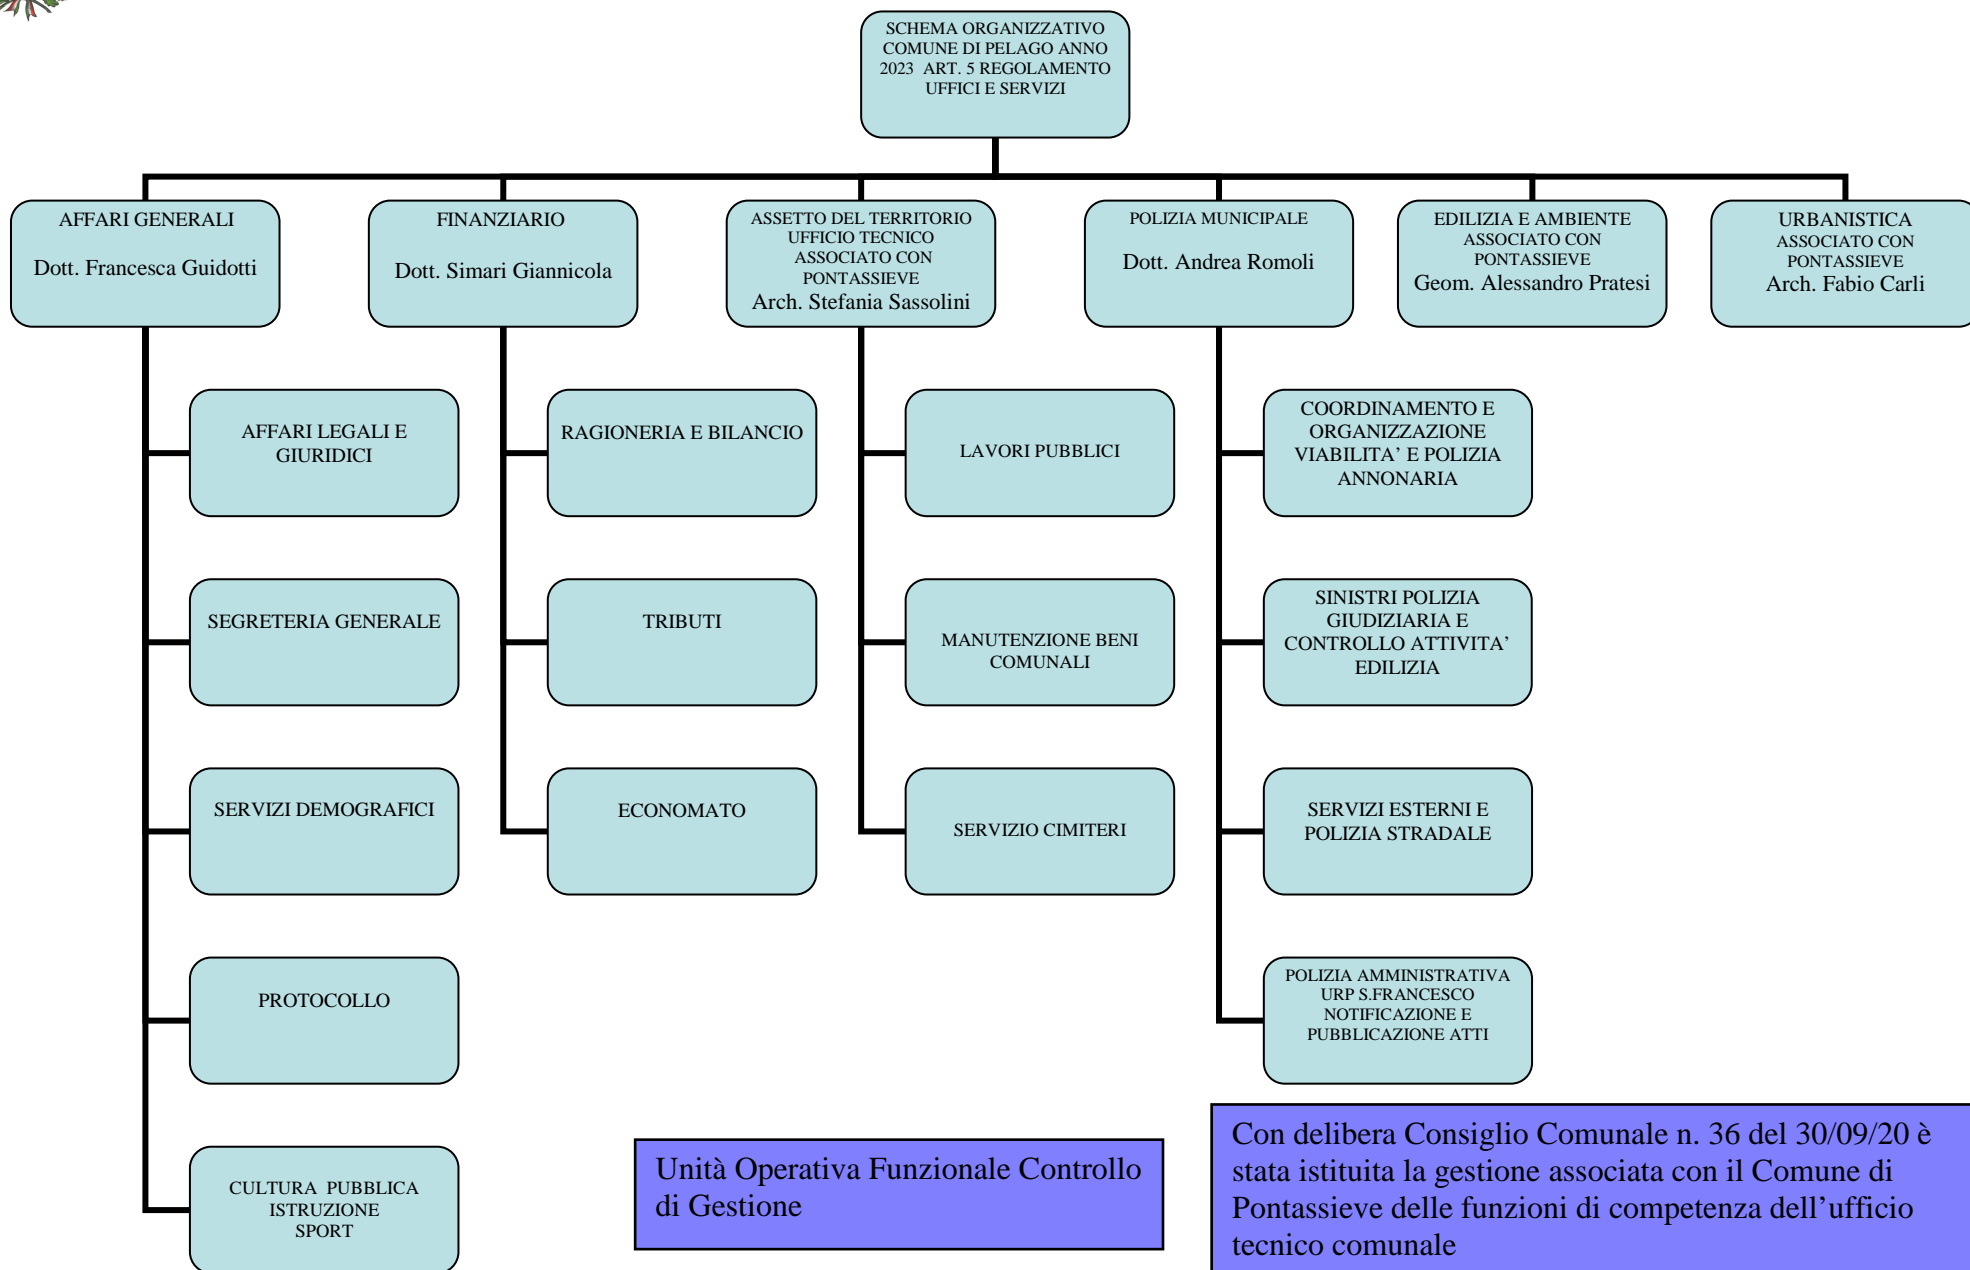 SCHEMA ORGANIZZATIVO
COMUNE DI PELAGO ANNO
2023 ART. 5 REGOLAMENTO
UFFICI E SERVIZI
AFFARI GENERALI
Dott. Francesca Guidotti
FINANZIARIO
Dott. Simari Giannicola
ASSETTO DEL TERRITORIO
UFFICIO TECNICO
ASSOCIATO CON
PONTASSIEVE
Arch. Stefania Sassolini
POLIZIA MUNICIPALE
Dott. Andrea Romoli
EDILIZIA E AMBIENTE
ASSOCIATO CON
PONTASSIEVE
Geom. Alessandro Pratesi
URBANISTICA
ASSOCIATO CON
PONTASSIEVE
Arch. Fabio Carli
AFFARI LEGALI E
GIURIDICI
SEGRETERIA GENERALE
SERVIZI DEMOGRAFICI
PROTOCOLLO
CULTURA PUBBLICA
ISTRUZIONE
SPORT
RAGIONERIA E BILANCIO
TRIBUTI
ECONOMATO
LAVORI PUBBLICI
MANUTENZIONE BENI
COMUNALI
SERVIZIO CIMITERI
COORDINAMENTO E
ORGANIZZAZIONE
VIABILITA’ E POLIZIA
ANNONARIA
SINISTRI POLIZIA
GIUDIZIARIA E
CONTROLLO ATTIVITA’
EDILIZIA
SERVIZI ESTERNI E
POLIZIA STRADALE
POLIZIA AMMINISTRATIVA
URP S.FRANCESCO
NOTIFICAZIONE E
PUBBLICAZIONE ATTI
Unità Operativa Funzionale Controllo
di Gestione
Con delibera Consiglio Comunale n. 36 del 30/09/20 è
stata istituita la gestione associata con il Comune di
Pontassieve delle funzioni di competenza dell’ufficio
tecnico comunale